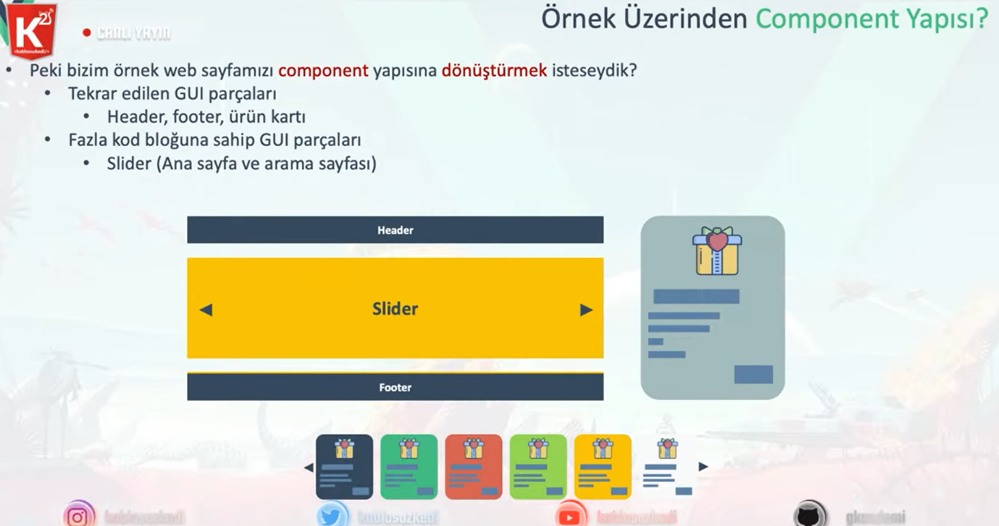 K
<kablosuzkedi/>
CANLI YAYIN
Örnek Üzerinden Component Yapısı?
• Peki bizim örnek web sayfamızı component yapısına dönüştürmek isteseydik?
• Tekrar edilen GUI parçaları
• Header, footer, ürün kartı
• Fazla kod bloğuna sahip GUI parçaları
• Slider (Ana sayfa ve arama sayfası)
Header
Slider
Footer
kablosuzkedi
kablosuzkedi
kablosuzkedi